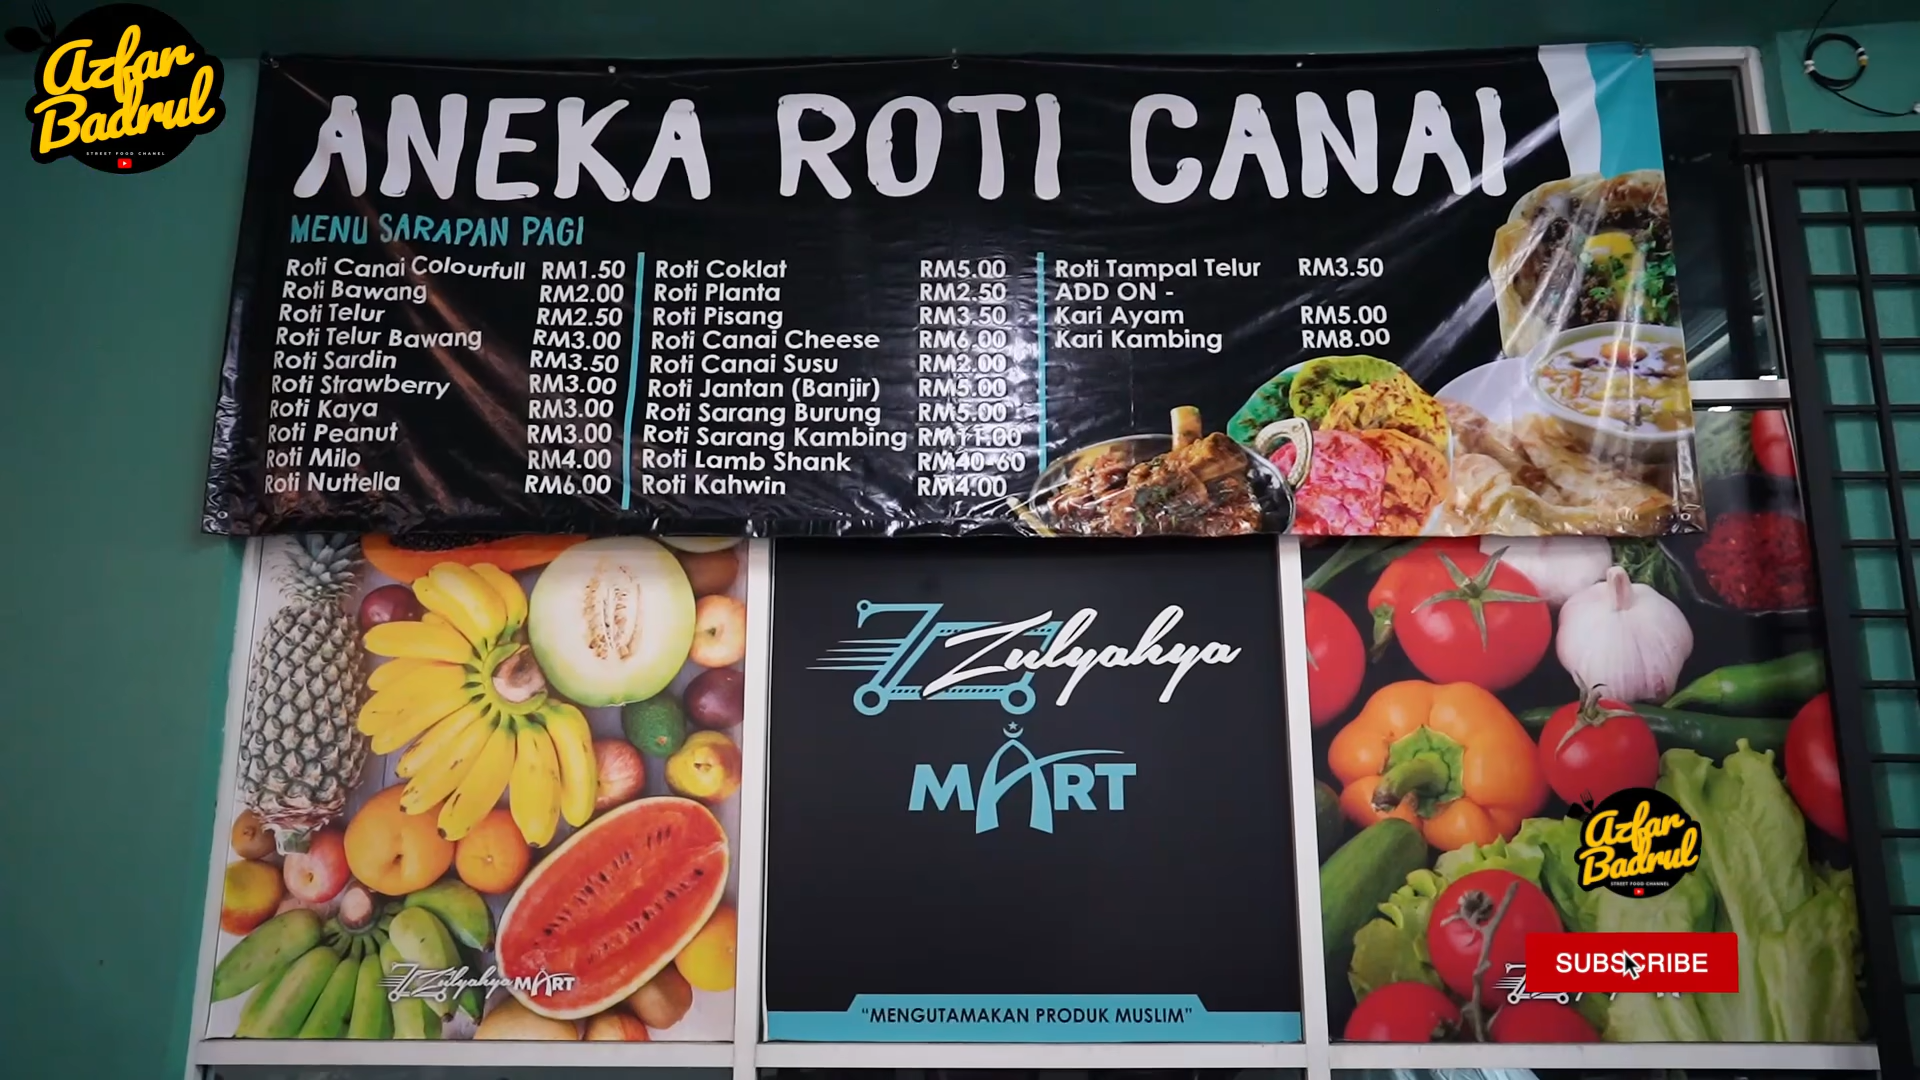 Azfar
Badrul
STREET FOOD CHANEL
ANEKA ROTI CANAI
MENU SARAPAN PAGI
Roti Canai Colourfull RM1.50
Roti Bawang RM2.00
Roti Telur RM2.50
Roti Telur Bawang RM3.00
Roti Sardin RM3.50
Roti Strawberry RM3.00
Roti Kaya RM3.00
Roti Peanut RM3.00
Roti Milo RM4.00
Roti Nuttella RM6.00
Roti Coklat RM5.00
Roti Planta RM2.50
Roti Pisang RM3.50
Roti Canai Cheese RM6.00
Roti Canai Susu RM2.00
Roti Jantan (Banjir) RM5.00
Roti Sarang Burung RM5.00
Roti Sarang Kambing RM11.00
Roti Lamb Shank RM40-60
Roti Kahwin RM4.00
Roti Tampal Telur RM3.50
ADD ON -
Kari Ayam RM5.00
Kari Kambing RM8.00
Zulyahya
MART
Azfar
Badrul
STREET FOOD CHANNEL
SUBSCRIBE
Zulyahya MART
"MENGUTAMAKAN PRODUK MUSLIM"